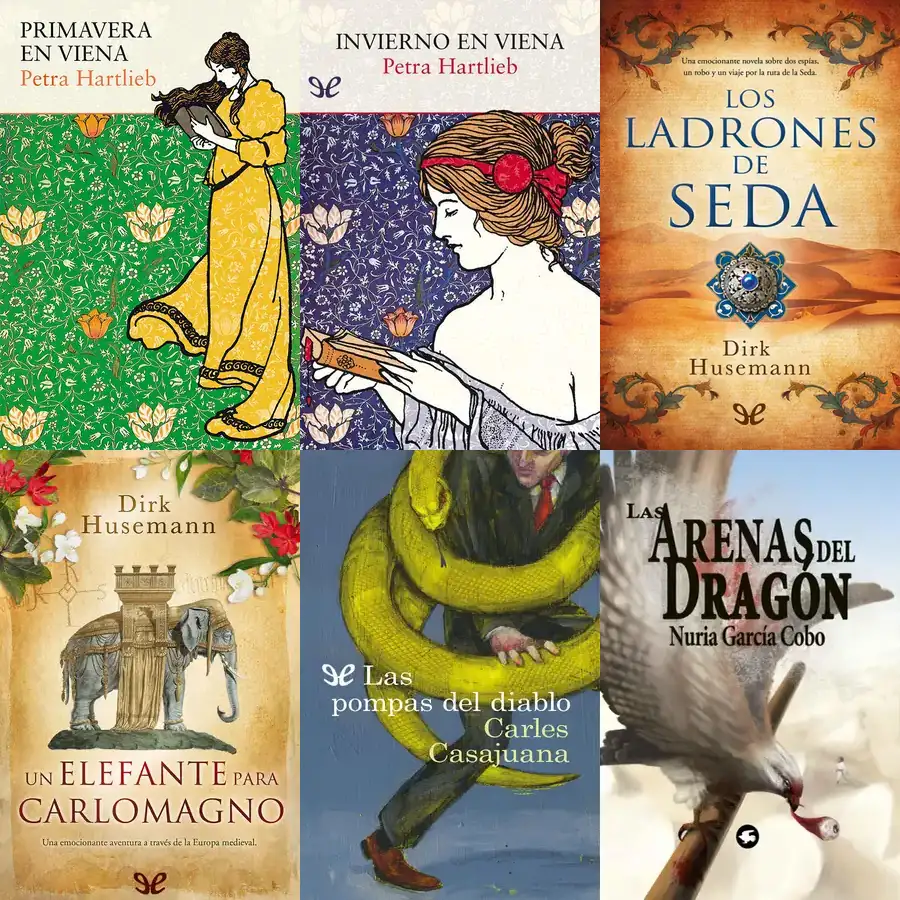 PRIMAVERA
EN VIENA
Petra Hartlieb
INVIERNO EN VIENA
Petra Hartlieb
Una emocionante novela sobre dos espías,
un robo y un viaje por la ruta de la Seda.
LOS
LADRONES
DE
SEDA
Dirk
Husemann
Dirk
Husemann
UN ELEFANTE PARA
CARLOMAGNO
Una emocionante aventura a través de la Europa medieval.
Las
pompas del diablo
Carles
Casajuana
LAS
ARENAS DEL
DRAGÓN
Nuria García Cobo